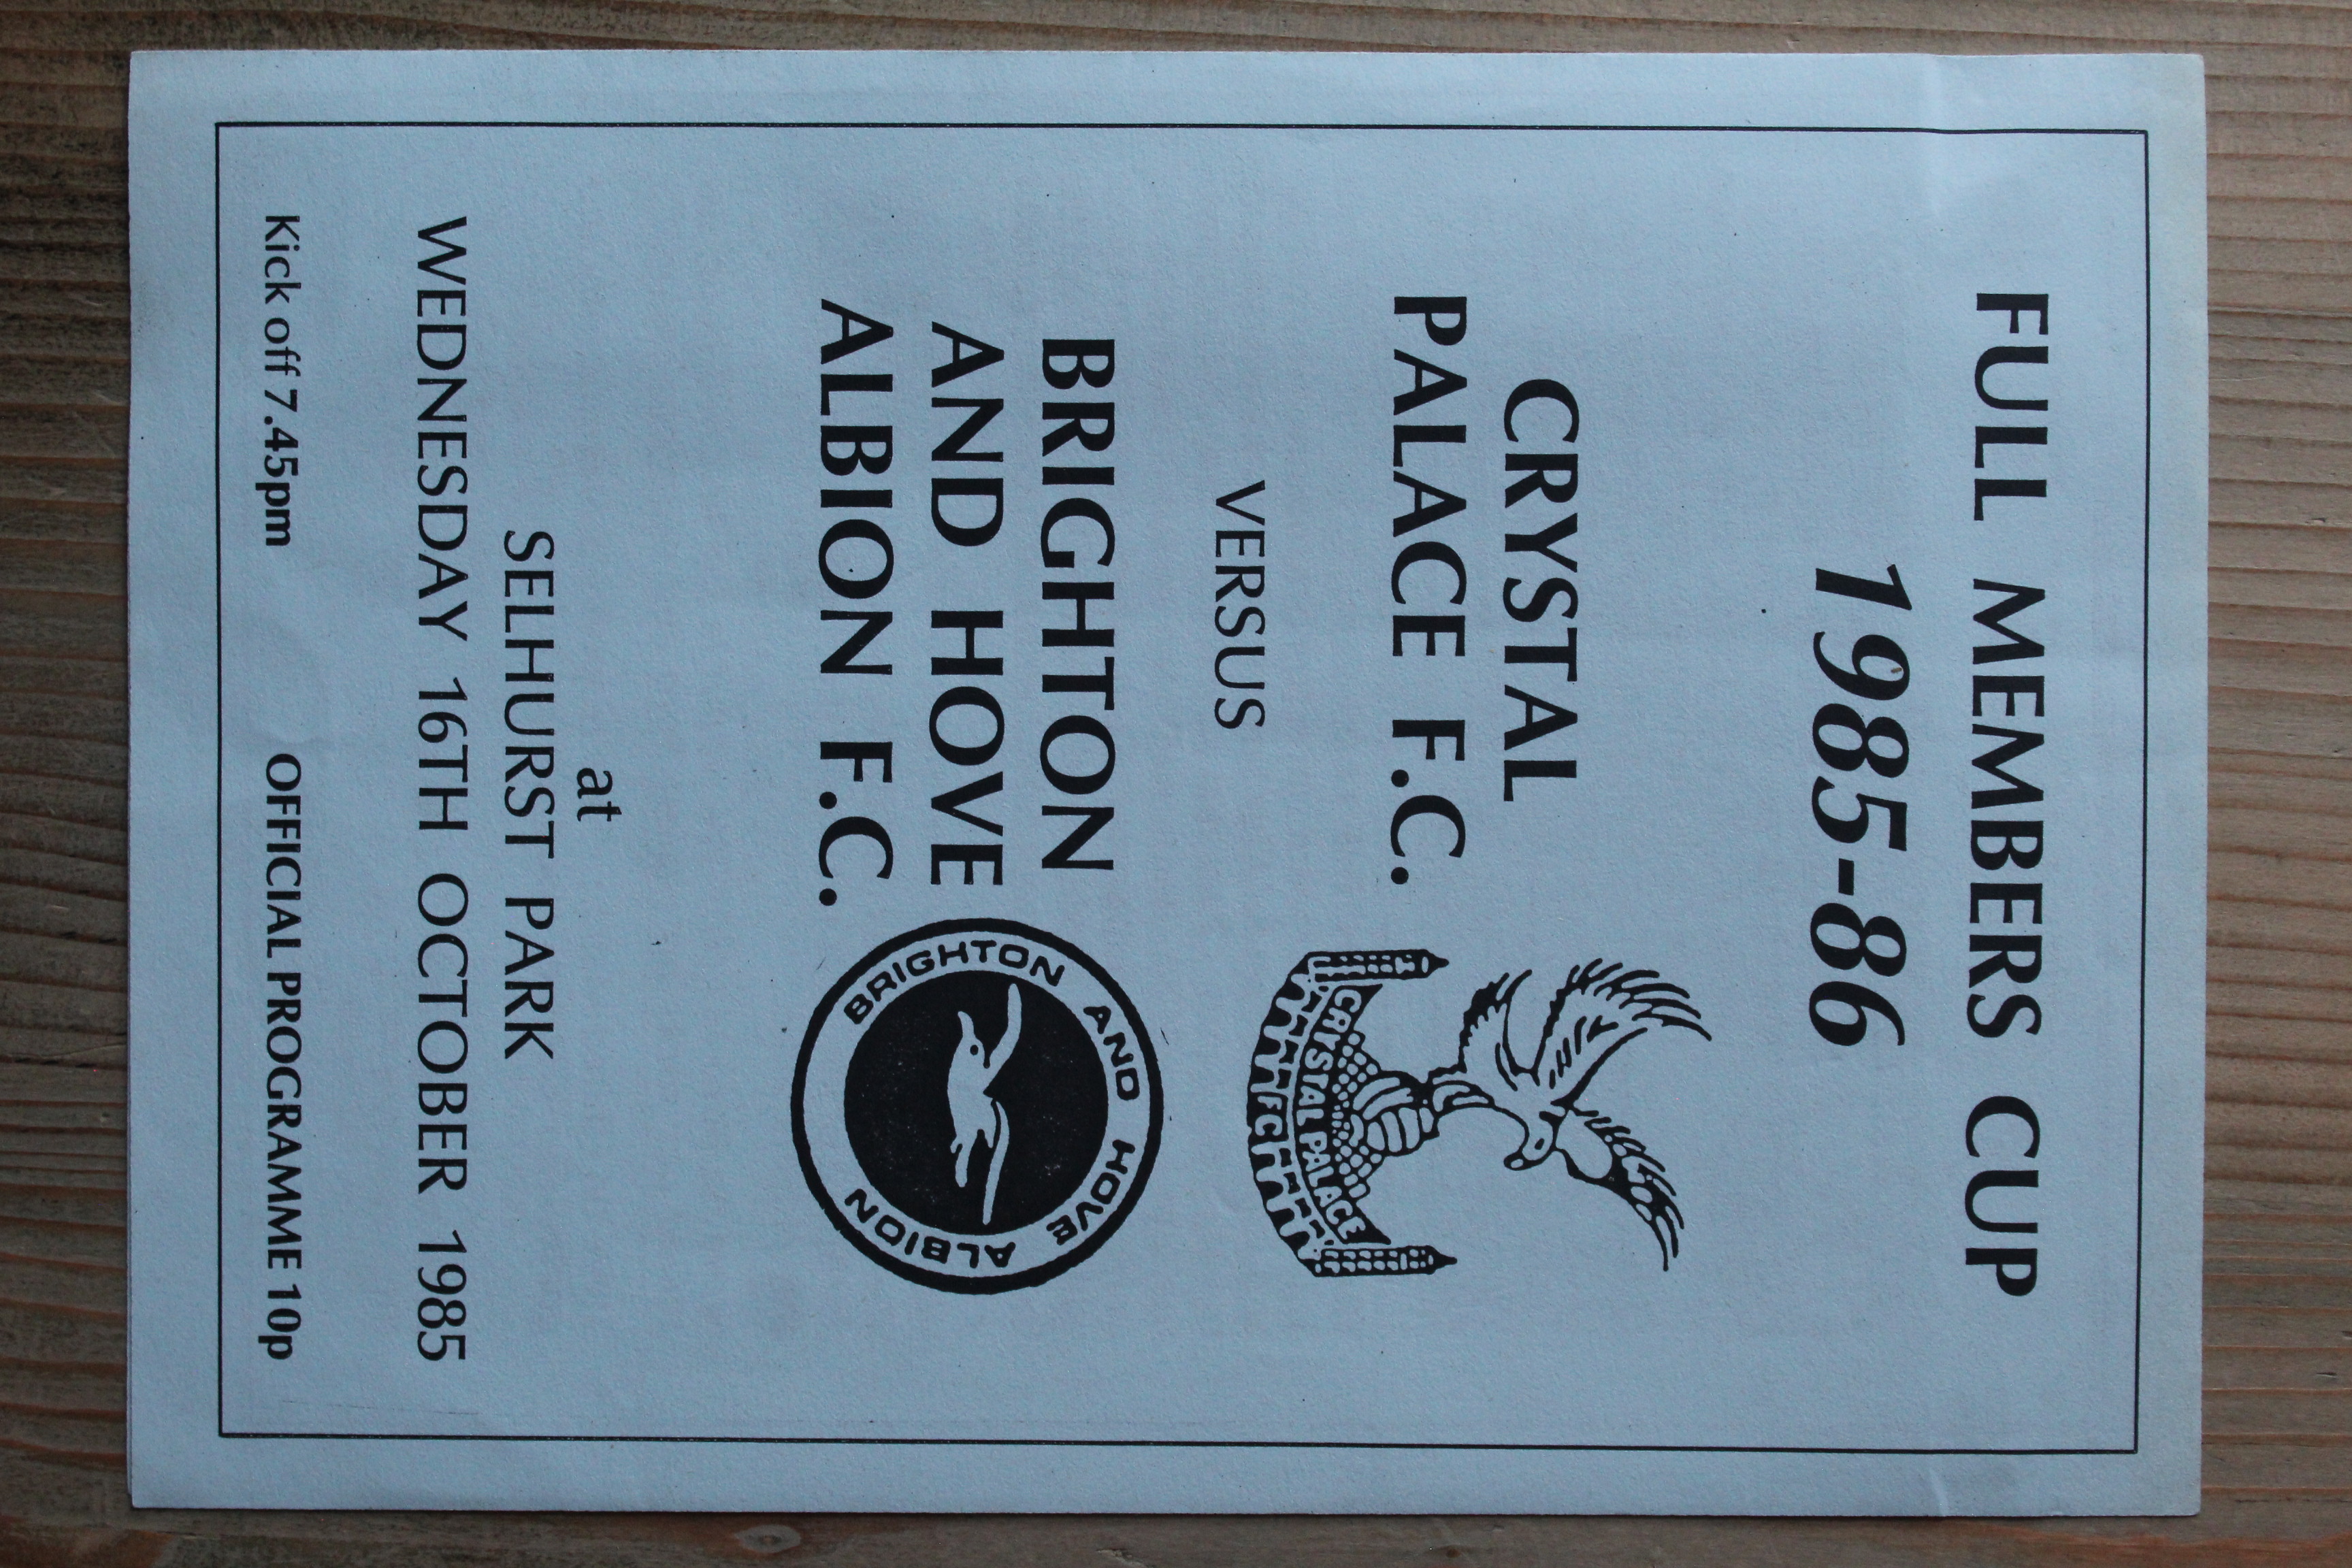 FULL MEMBERS CUP
1985-86
CRYSTAL
PALACE F.C.
CRYSTAL PALACE
FC
VERSUS
BRIGHTON
AND HOVE
ALBION F.C.
BRIGHTON AND HOVE ALBION
at
SELHURST PARK
WEDNESDAY 16TH OCTOBER 1985
Kick off 7.45pm OFFICIAL PROGRAMME 10p